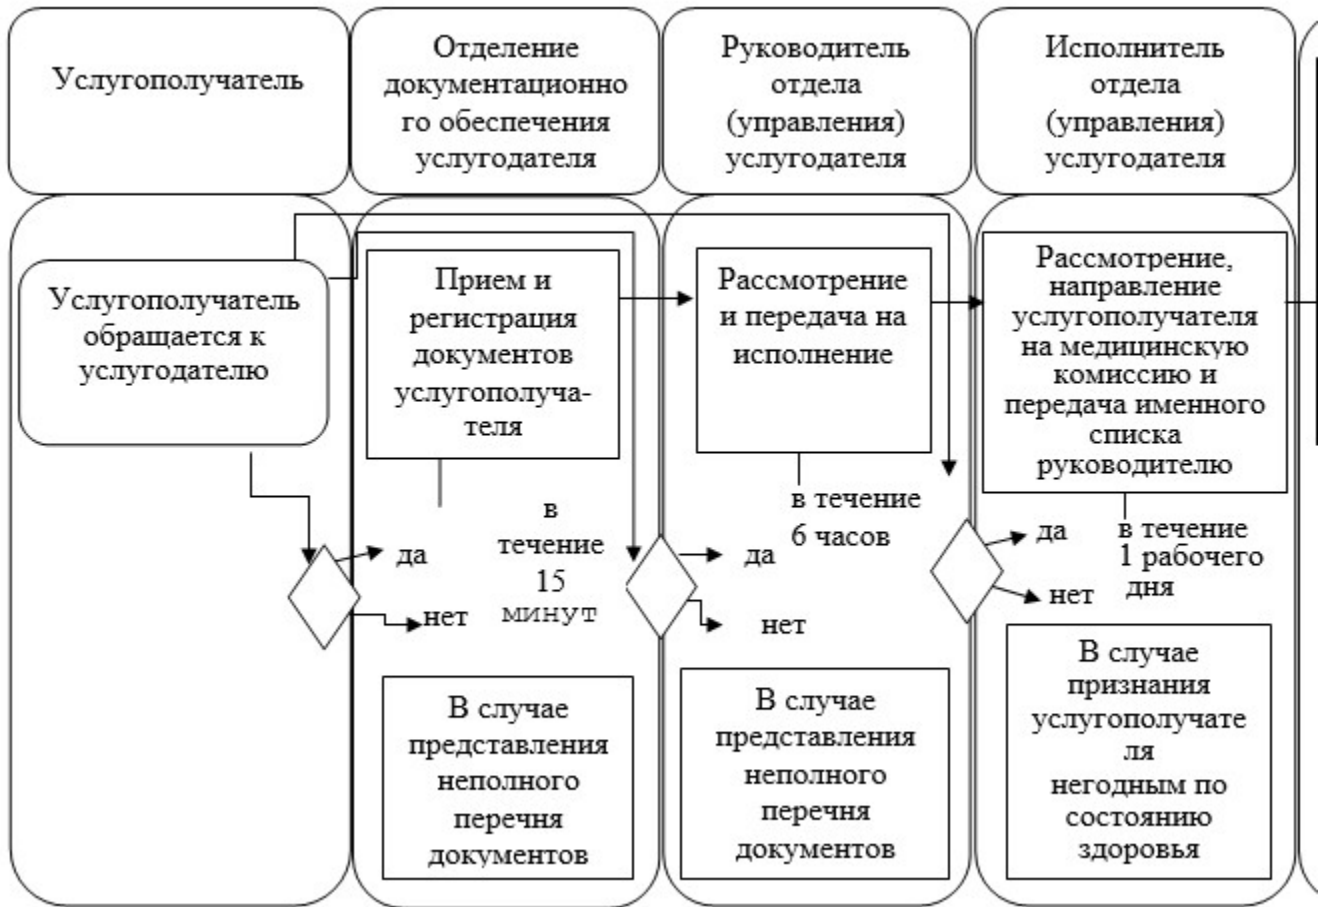 Услугополучатель
Отделение
документационно
го обеспечения
услугодателя
Руководитель
отдела
(управления)
услугодателя
Исполнитель
отдела
(управления)
услугодателя
Услугополучатель
обращается к
услугодателю
Прием и
регистрация
документов
услугополуча-
теля
Рассмотрение
и передача на
исполнение
Рассмотрение,
направление
услугополучателя
на медицинскую
комиссию и
передача именного
списка
руководителю
да
нет
в
течение
15
минут
да
нет
в течение
6 часов
да
нет
в течение
1 рабочего
дня
В случае
представления
неполного
перечня
документов
В случае
представления
неполного
перечня
документов
В случае
признания
услугополучате
ля
негодным по
состоянию
здоровья